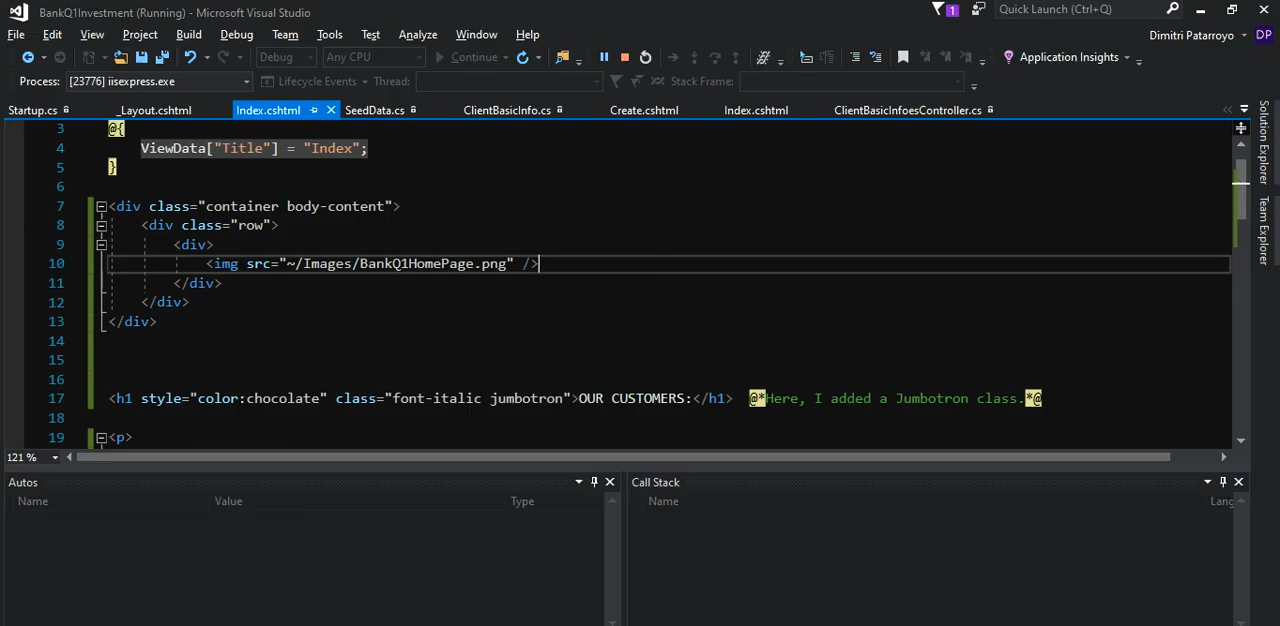 BankQ1Investment (Running) - Microsoft Visual Studio
1
Quick Launch (Ctrl+Q)
File Edit View Project Build Debug Team Tools Test Analyze Window Help
Dimitri Patarroyo DP
Debug Any CPU Continue Application Insights
Process: [23776] iisexpress.exe Lifecycle Events Thread: Stack Frame:
Startup.cs _Layout.cshtml Index.cshtml SeedData.cs ClientBasicInfo.cs Create.cshtml Index.cshtml ClientBasicInfoesController.cs
3 @{
4 ViewData["Title"] = "Index";
5 }
6
7 <div class="container body-content">
8 <div class="row">
9 <div>
10 <img src="~/Images/BankQ1HomePage.png" />
11 </div>
12 </div>
13 </div>
14
15
16
17 <h1 style="color:chocolate" class="font-italic jumbotron">OUR CUSTOMERS:</h1> @*Here, I added a Jumbotron class.*@
18
19 <p>
121 %
Solution Explorer
Team Explorer
Autos
Name Value Type
Call Stack
Name Lang